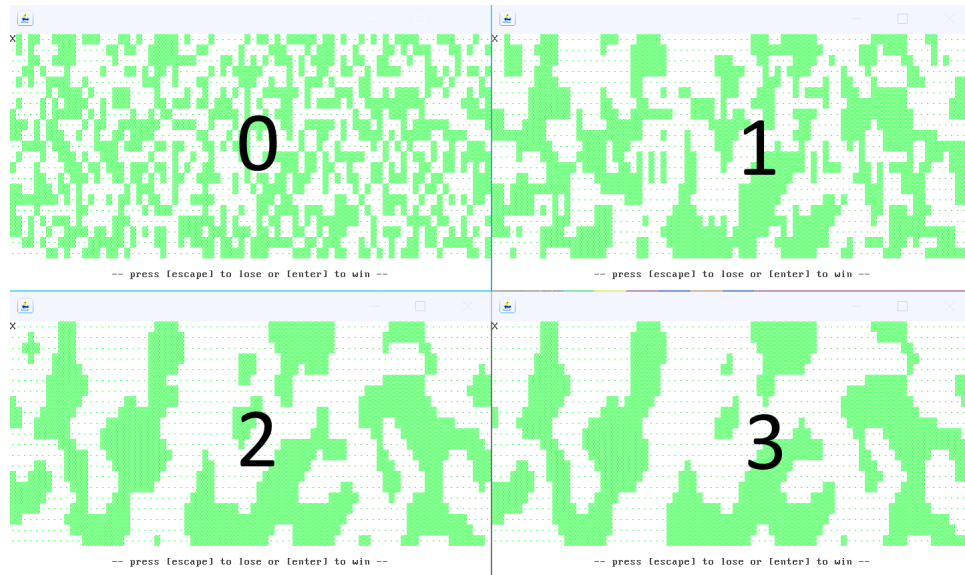 X
X
0
1
-- press [escape] to lose or [enter] to win --
-- press [escape] to lose or [enter] to win --
X
X
2
3
-- press [escape] to lose or [enter] to win --
-- press [escape] to lose or [enter] to win --